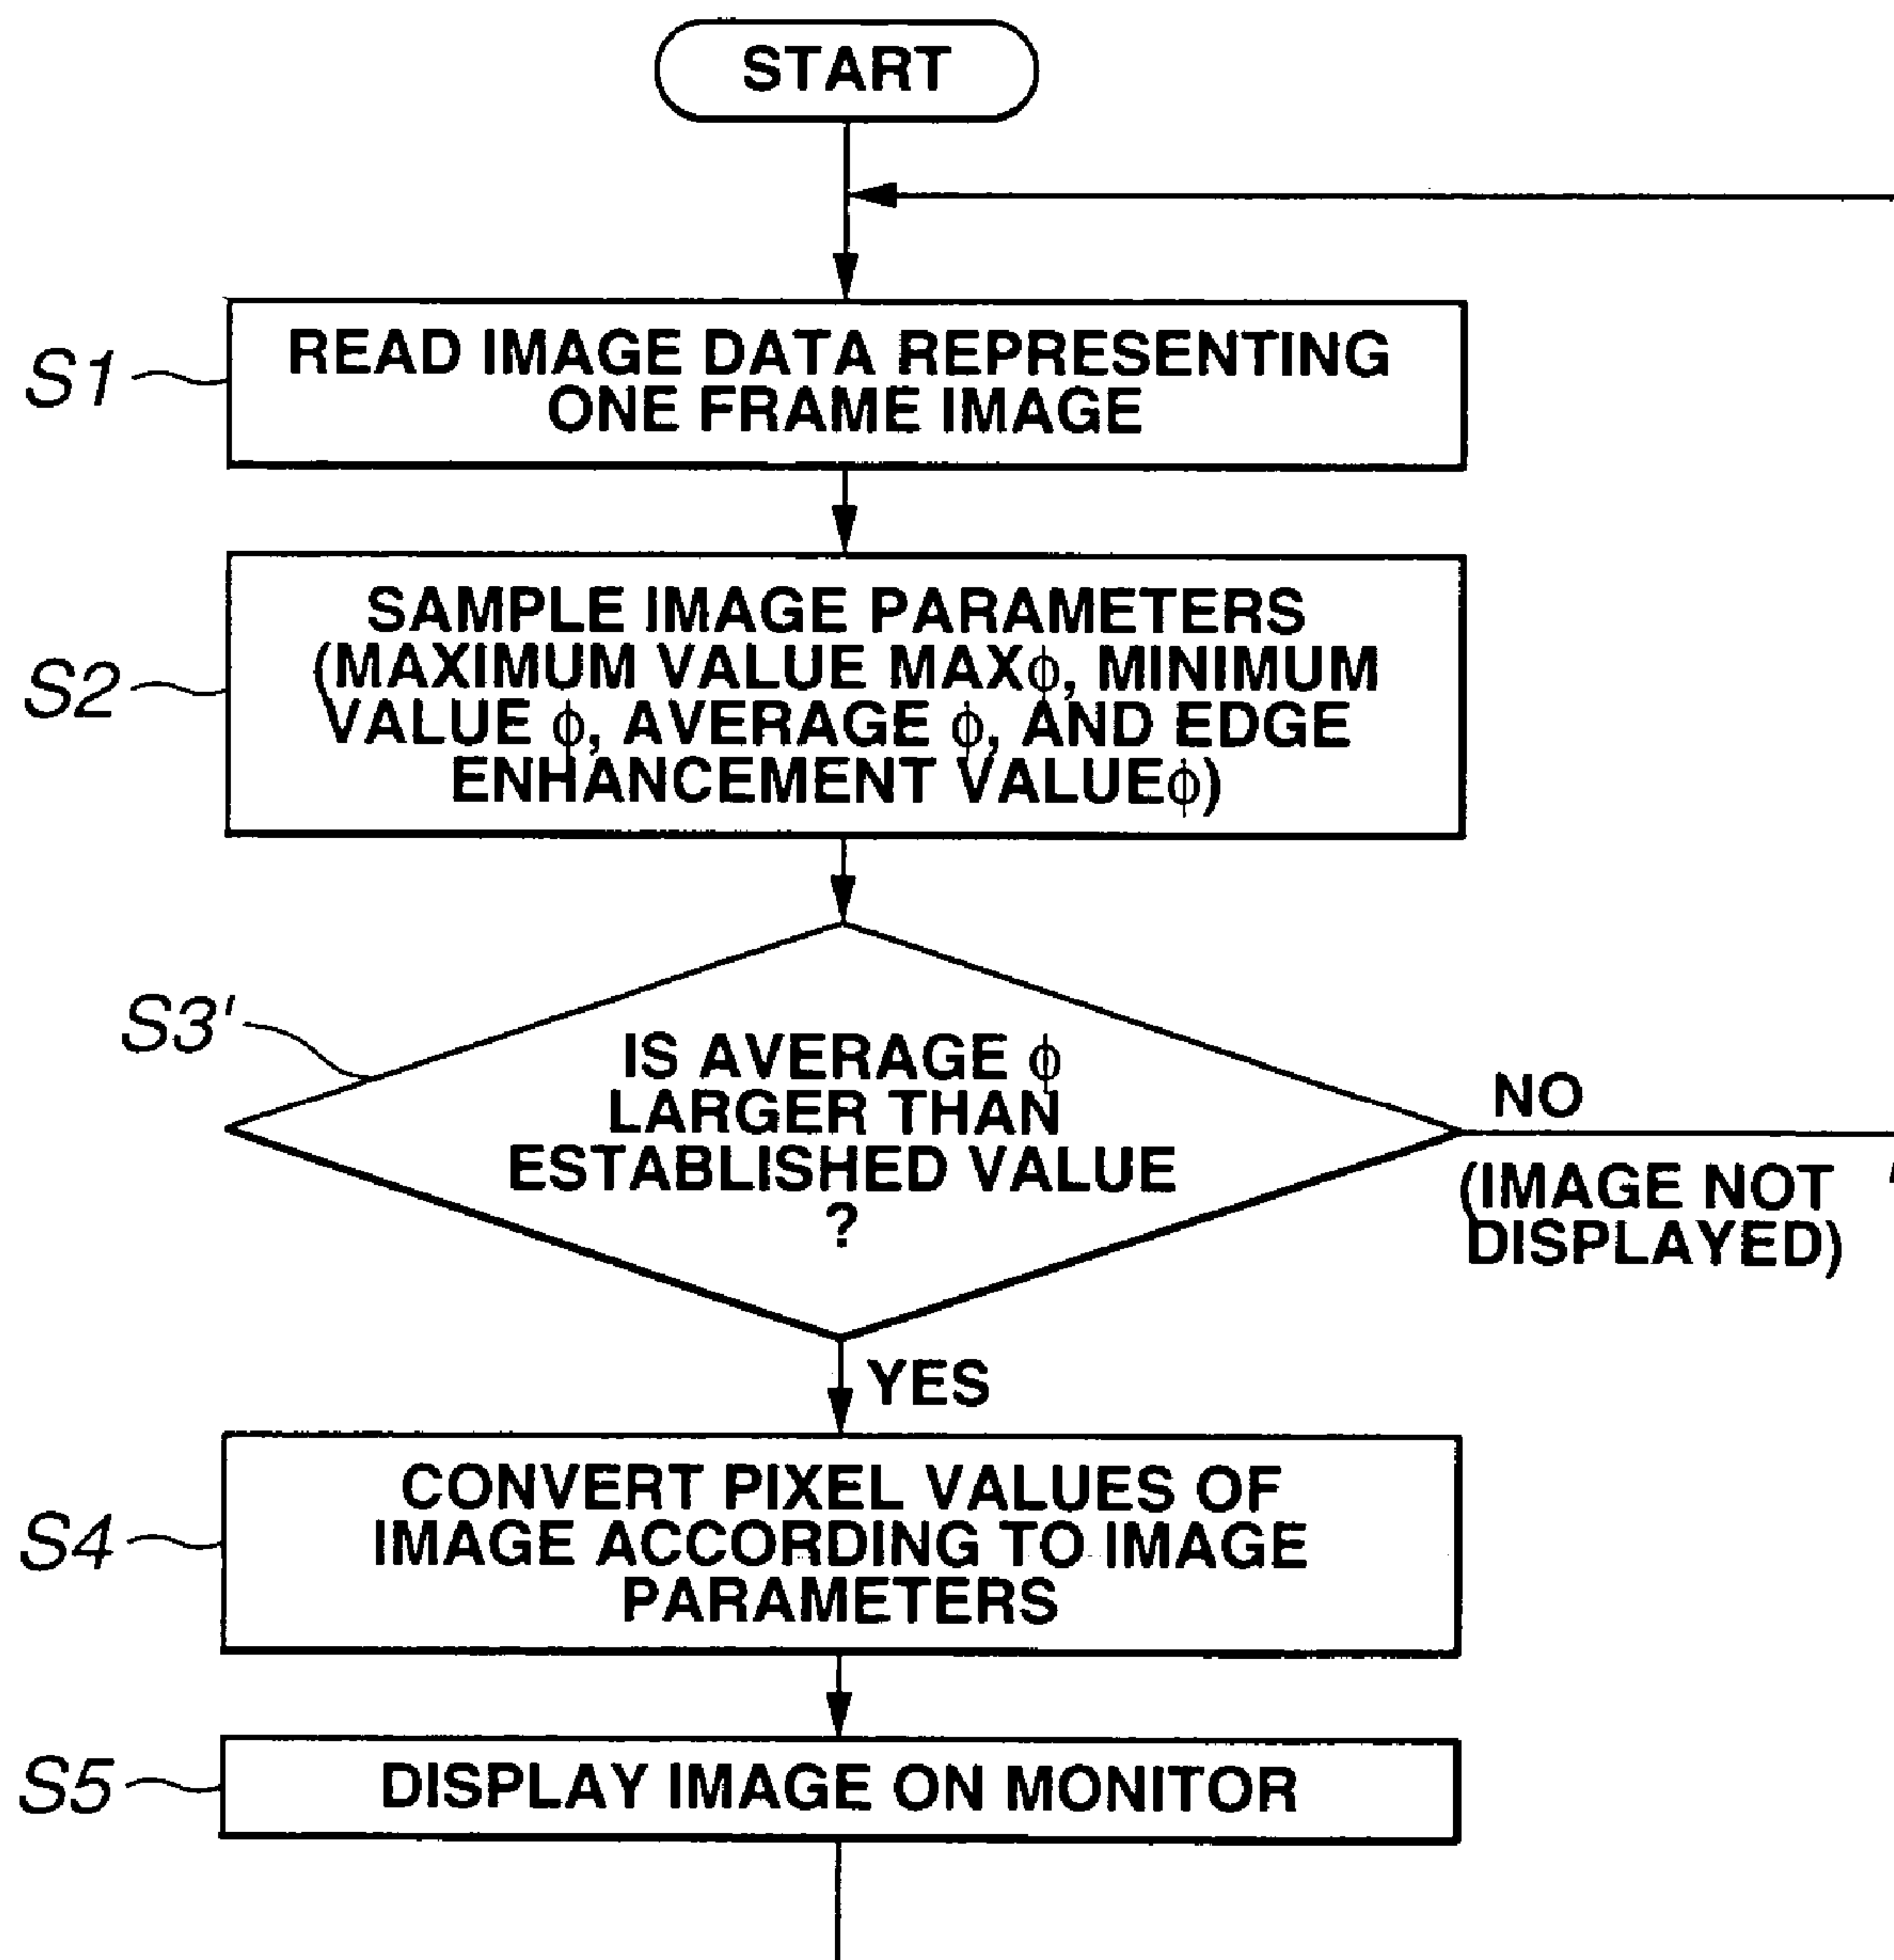 START
S1
READ IMAGE DATA REPRESENTING
ONE FRAME IMAGE
S2
SAMPLE IMAGE PARAMETERS
(MAXIMUM VALUE MAXϕ, MINIMUM
VALUE ϕ, AVERAGE ϕ, AND EDGE
ENHANCEMENT VALUEϕ)
S3'
IS AVERAGE ϕ
LARGER THAN
ESTABLISHED VALUE
?
NO
(IMAGE NOT
DISPLAYED)
YES
S4
CONVERT PIXEL VALUES OF
IMAGE ACCORDING TO IMAGE
PARAMETERS
S5
DISPLAY IMAGE ON MONITOR